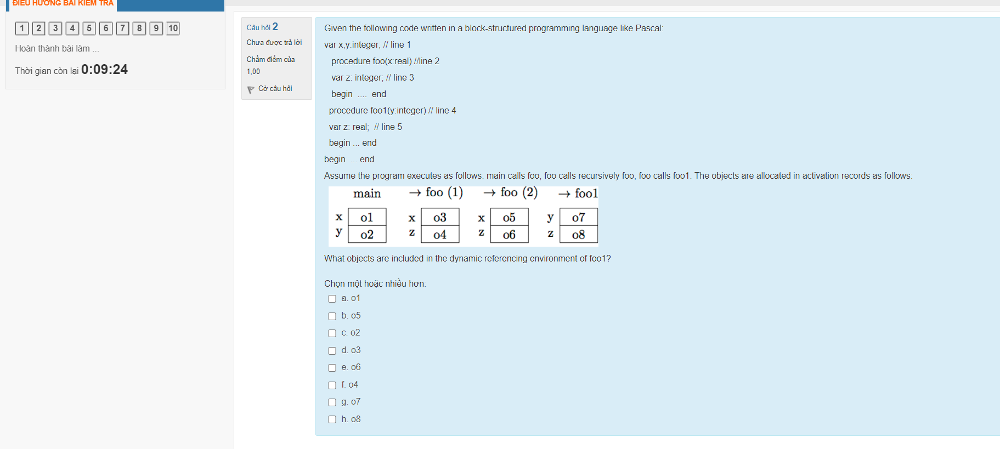 ĐIỀU HƯỚNG BÀI KIỂM TRA
1 2 3 4 5 6 7 8 9 10
Hoàn thành bài làm ...
Thời gian còn lại 0:09:24
Câu hỏi 2
Chưa được trả lời
Chấm điểm của
1,00
Cờ câu hỏi
Given the following code written in a block-structured programming language like Pascal:
var x,y:integer; // line 1
procedure foo(x:real) //line 2
var z: integer; // line 3
begin .... end
procedure foo1(y:integer) // line 4
var z: real; // line 5
begin ... end
begin ... end
Assume the program executes as follows: main calls foo, foo calls recursively foo, foo calls foo1. The objects are allocated in activation records as follows:
main → foo (1) → foo (2) → foo1
x o1 x o3 x o5 y o7
y o2 z o4 z o6 z o8
What objects are included in the dynamic referencing environment of foo1?
Chọn một hoặc nhiều hơn:
a. o1
b. o5
c. o2
d. o3
e. o6
f. o4
g. o7
h. o8